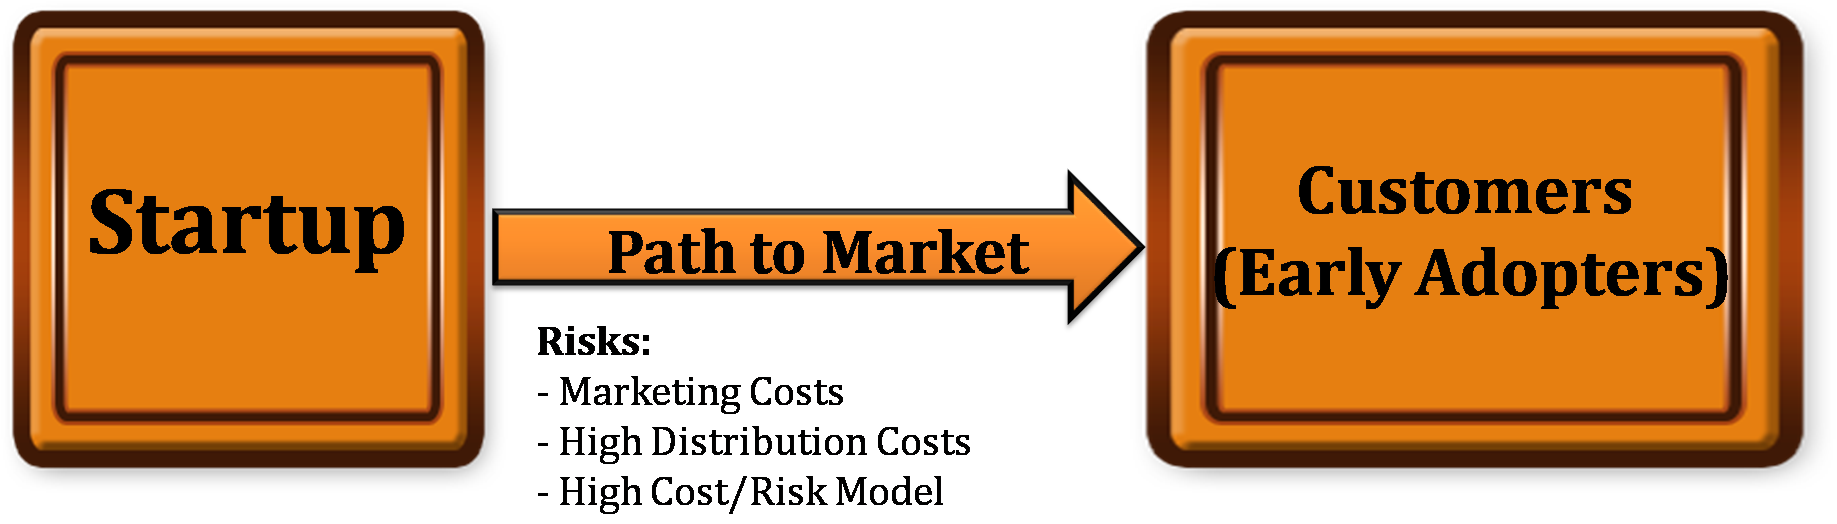 Startup
Path to Market
Customers
(Early Adopters)
Risks:
- Marketing Costs
- High Distribution Costs
- High Cost/Risk Model